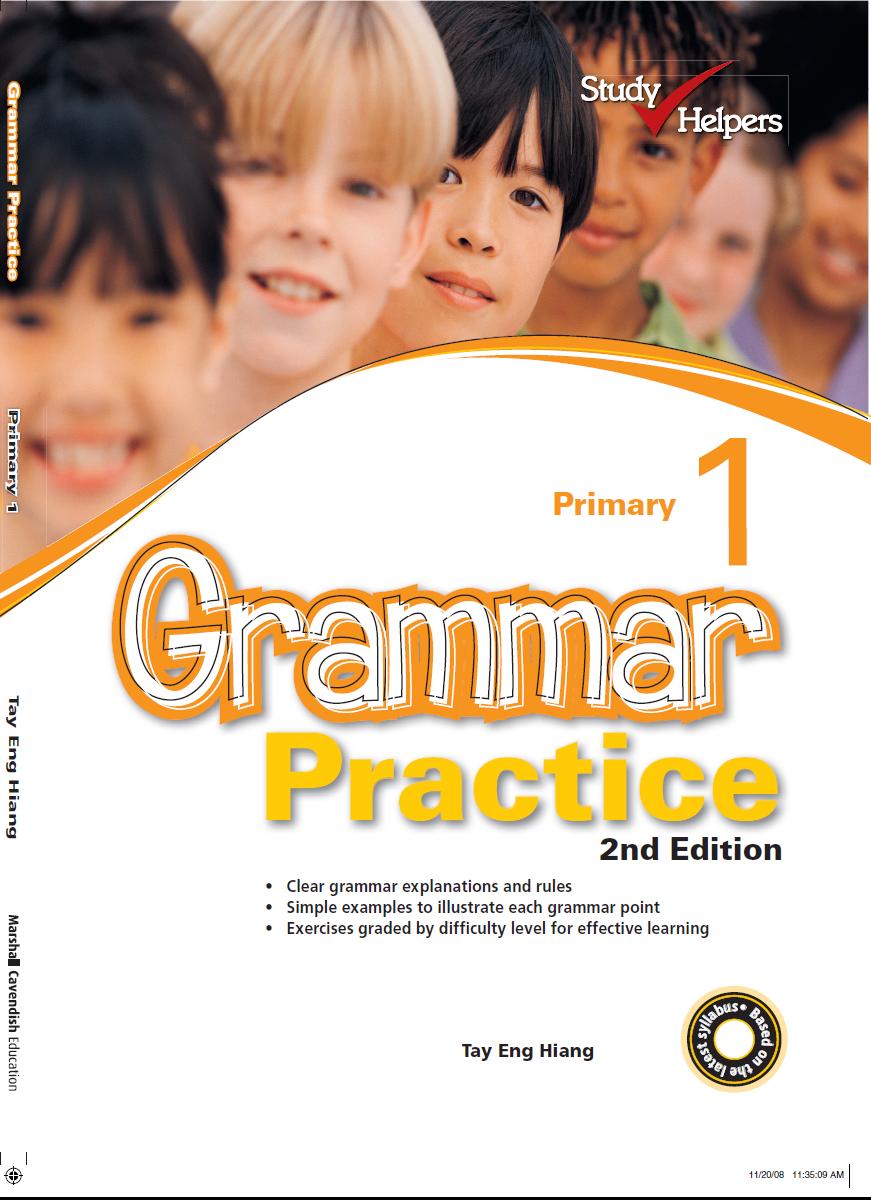 Grammar Practice
Primary 1
Tay Eng Hiang
Marshall Cavendish Education
Study
Helpers
Primary 1
Grammar
Practice
2nd Edition
• Clear grammar explanations and rules
• Simple examples to illustrate each grammar point
• Exercises graded by difficulty level for effective learning
Tay Eng Hiang
• Based on the latest syllabus
11/20/08 11:35:09 AM